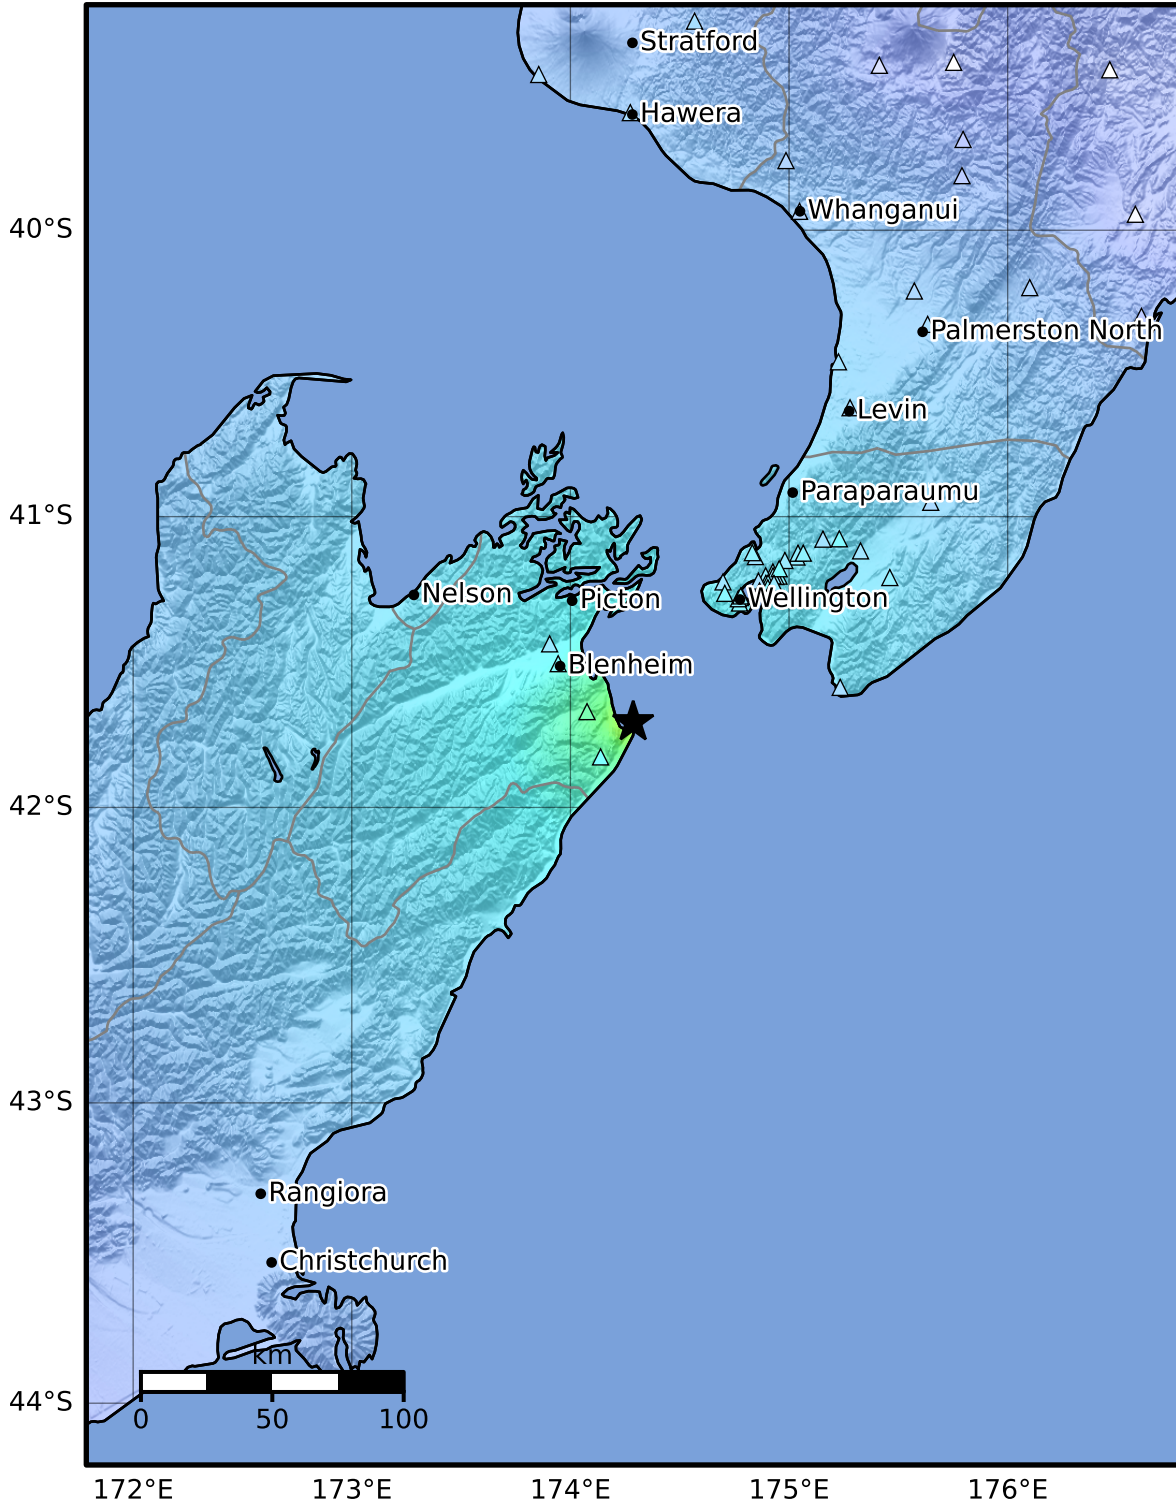 Stratford
Hawera
Whanganui
40°S
Palmerston North
Levin
Paraparaumu
41°S
Nelson
Picton
Wellington
Blenheim
42°S
43°S
Rangiora
Christchurch
km
44°S
0 50 100
172°E 173°E 174°E 175°E 176°E